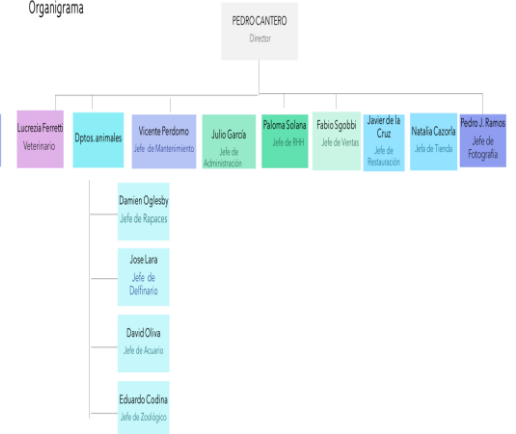 Organigrama
PEDRO CANTERO
Director
Lucrezia Ferretti
Veterinario
Dptos.animales
Vicente Perdomo
Jefe de Mantenimiento
Julio García
Jefe de
Administración
Paloma Solana
Jefe de RHH
Fabio Sgobbi
Jefe de Ventas
Javier de la
Cruz
Jefe de
Restauración
Natalia Cazorla
Jefa de Tienda
Pedro J. Ramos
Jefe de
Fotografía
Damien Oglesby
Jefe de Rapaces
Jose Lara
Jefe de
Delfinario
David Oliva
Jefe de Acuario
Eduardo Codina
Jefe de Zoológico